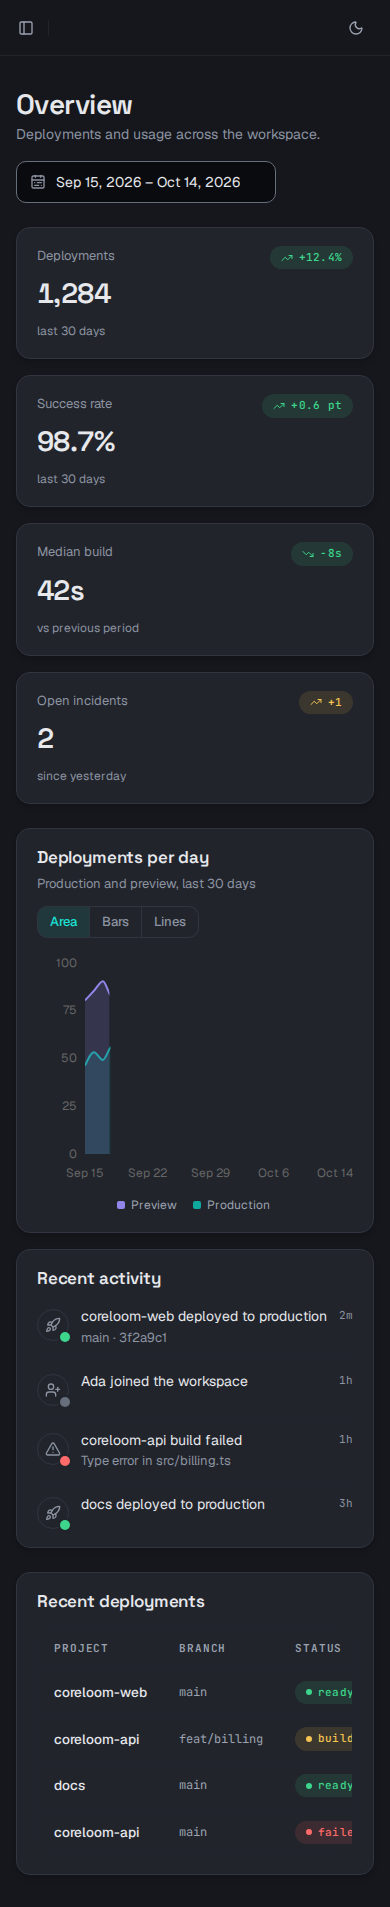 Overview
Deployments and usage across the workspace.
Sep 15, 2026 – Oct 14, 2026
Deployments
+12.4%
1,284
last 30 days
Success rate
+0.6 pt
98.7%
last 30 days
Median build
-8s
42s
vs previous period
Open incidents
+1
2
since yesterday
Deployments per day
Production and preview, last 30 days
Area Bars Lines
100
75
50
25
0
Sep 15 Sep 22 Sep 29 Oct 6 Oct 14
Preview Production
Recent activity
coreloom-web deployed to production 2m
main · 3f2a9c1
Ada joined the workspace 1h
coreloom-api build failed 1h
Type error in src/billing.ts
docs deployed to production 3h
Recent deployments
PROJECT BRANCH STATUS
coreloom-web main ready
coreloom-api feat/billing build
docs main ready
coreloom-api main faile